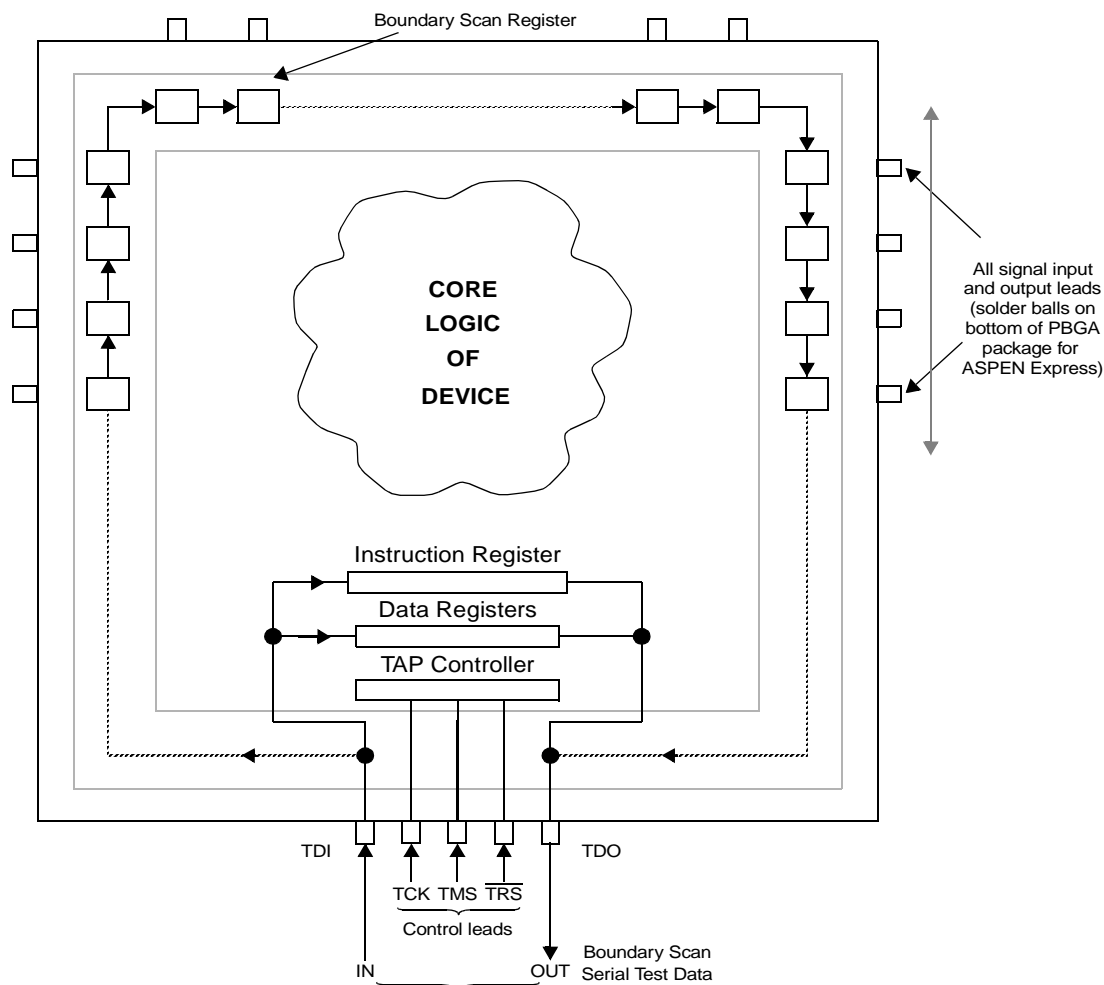 Boundary Scan Register
CORE
LOGIC
OF
DEVICE
All signal input
and output leads
(solder balls on
bottom of PBGA
package for
ASPEN Express)
Instruction Register
Data Registers
TAP Controller
TDI
TDO
TCK TMS TRS
Control leads
IN
OUT
Boundary Scan
Serial Test Data